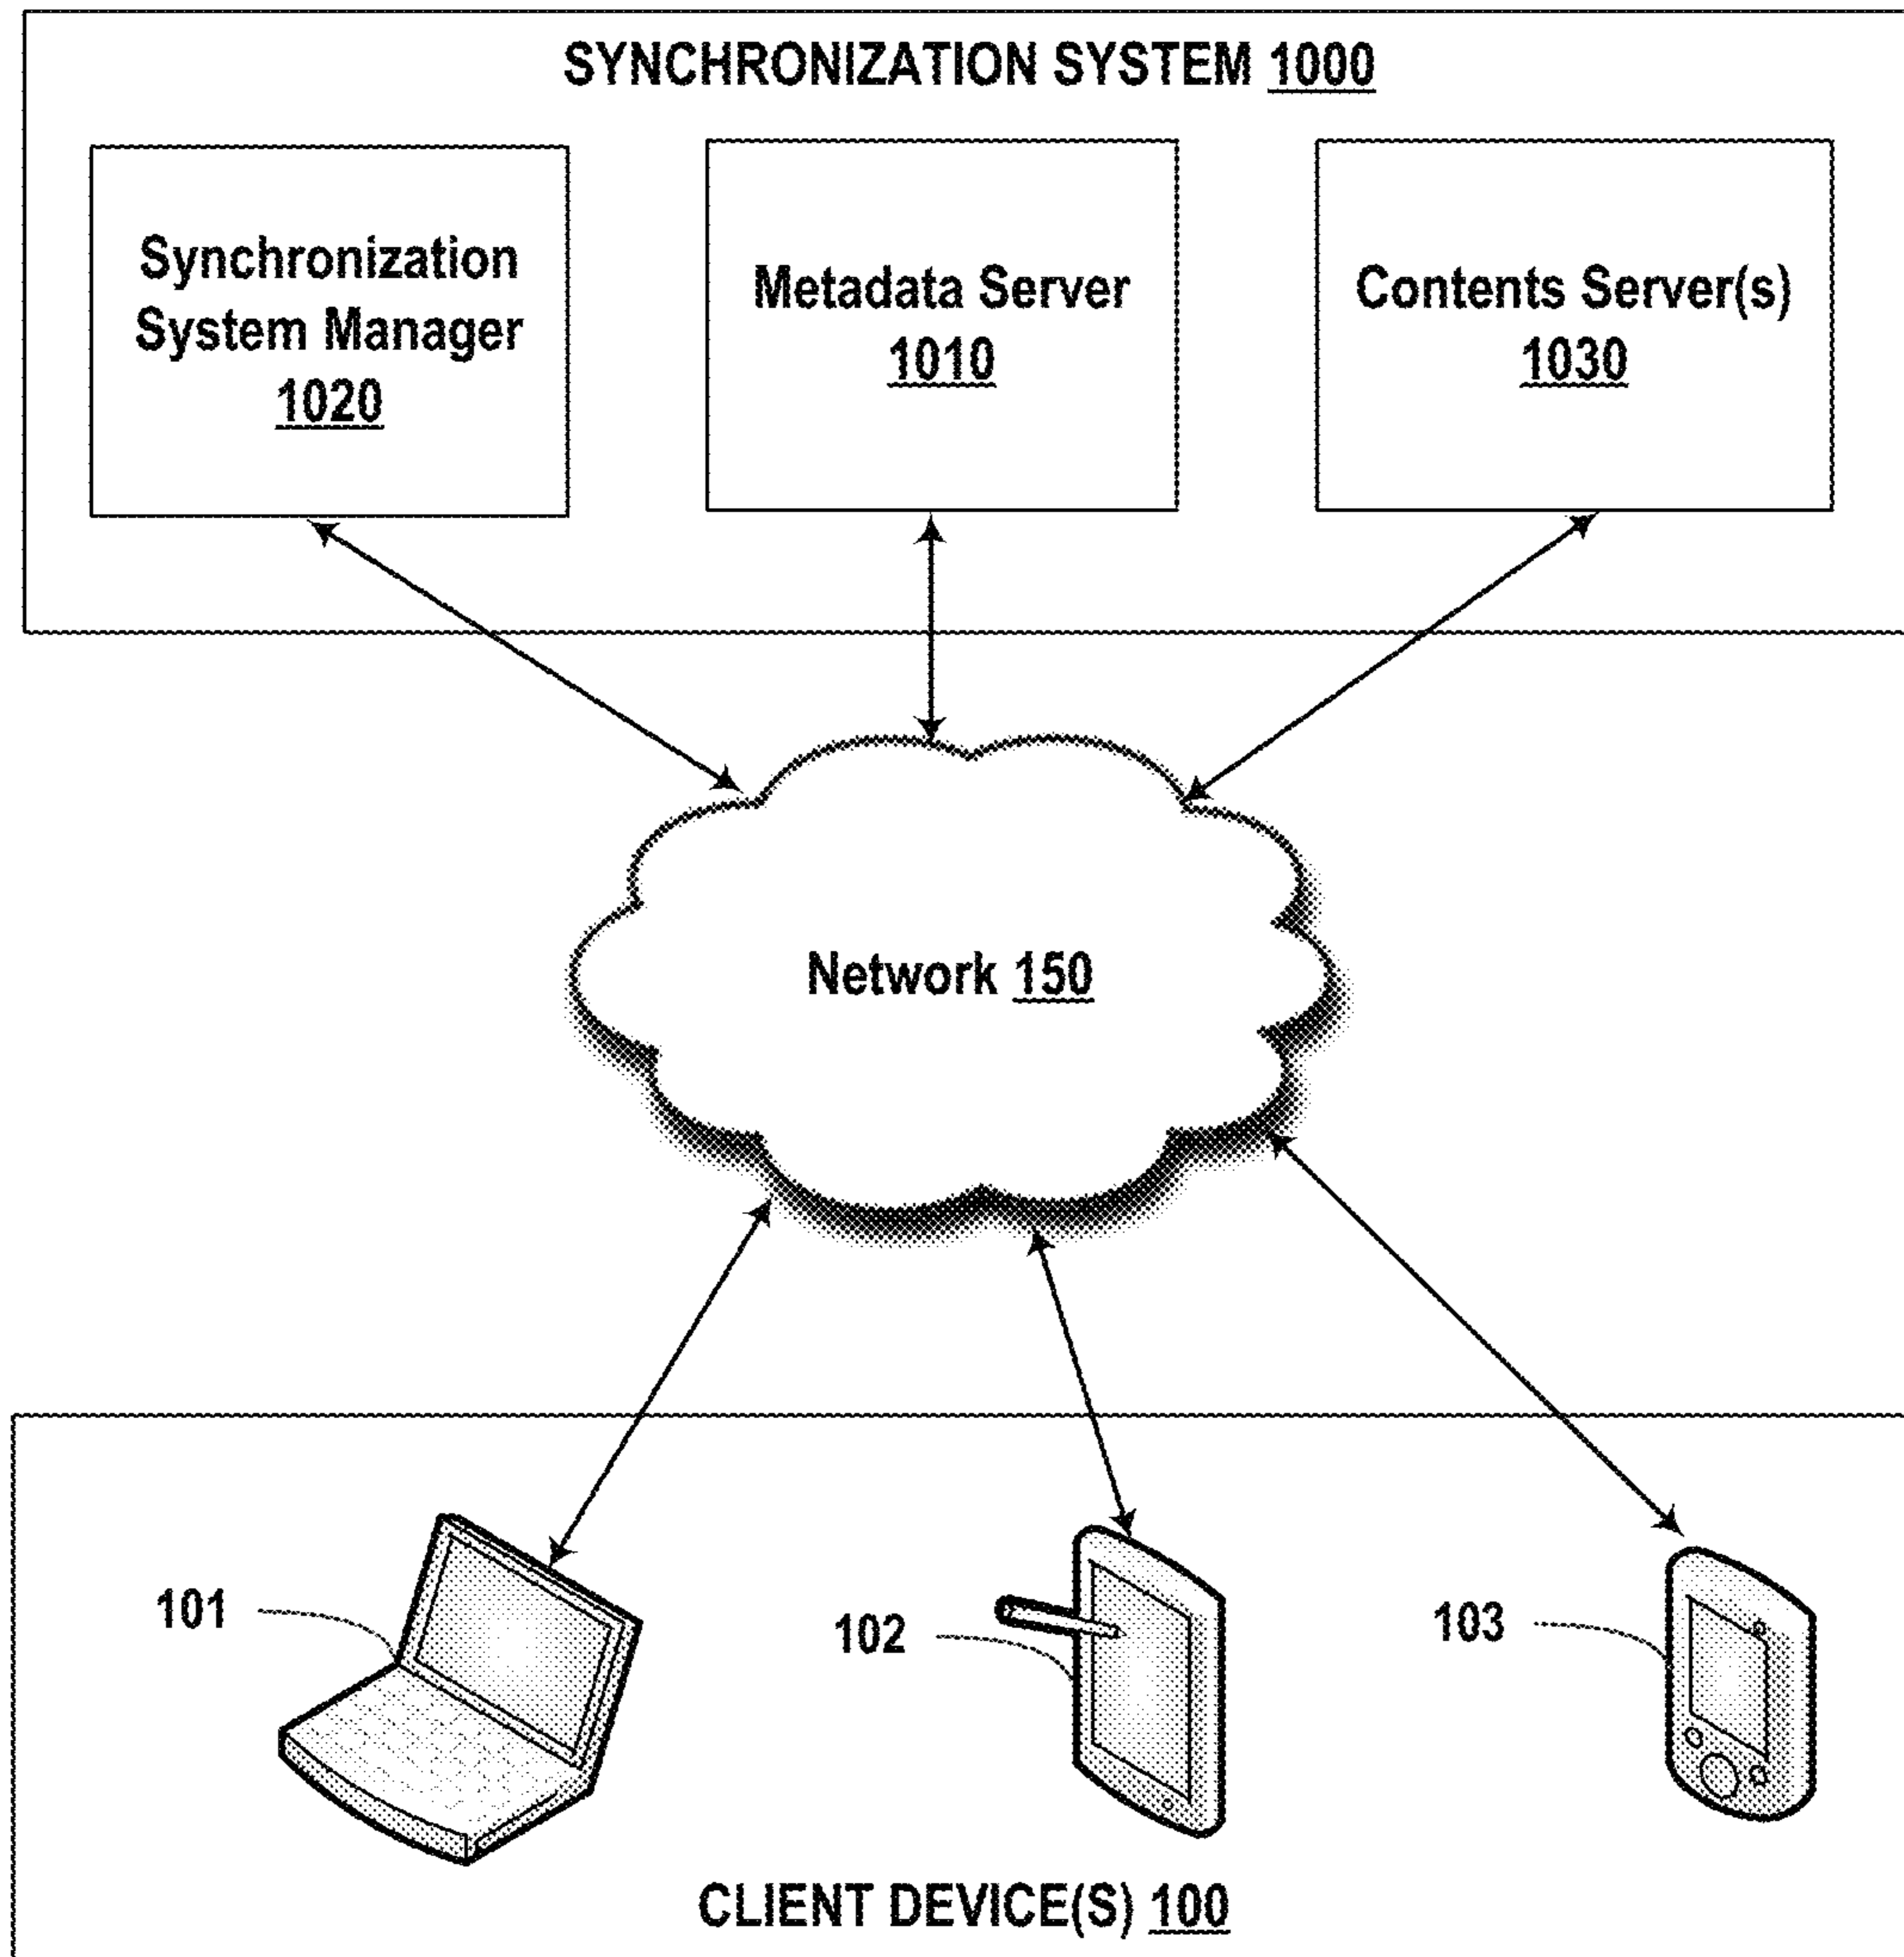 SYNCHRONIZATION SYSTEM 1000
Synchronization
System Manager
1020
Metadata Server
1010
Contents Server(s)
1030
Network 150
101
102
103
CLIENT DEVICE(S) 100